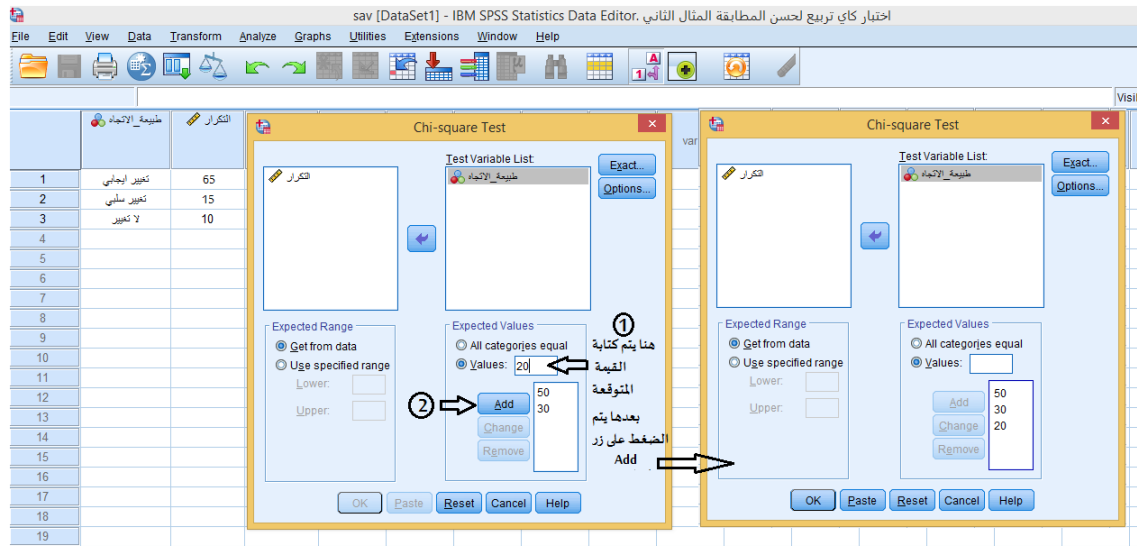 sav [DataSet1] - IBM SPSS Statistics Data Editor. اختبار كاي تربيع لحسن المطابقة المثال الثاني
File Edit View Data Transform Analyze Graphs Utilities Extensions Window Help
Visi
طبيعة_الاتجاه التكرار var
1 تغيير ايجابي 65
2 تغيير سلبي 15
3 لا تغيير 10
4
5
6
7
8
9
10
11
12
13
14
15
16
17
18
19
Chi-square Test
Test Variable List:
التكرار
طبيعة_الاتجاه
Exact...
Options...
Expected Range
Get from data
Use specified range
Lower:
Upper:
Expected Values
All categories equal
Values: 20
Add
Change
Remove
50
30
OK Paste Reset Cancel Help
1
هنا يتم كتابة
القيمة
المتوقعة
2
بعدها يتم
الضغط على زر
Add
Chi-square Test
Test Variable List:
التكرار
طبيعة_الاتجاه
Exact...
Options...
Expected Range
Get from data
Use specified range
Lower:
Upper:
Expected Values
All categories equal
Values:
Add
Change
Remove
50
30
20
OK Paste Reset Cancel Help